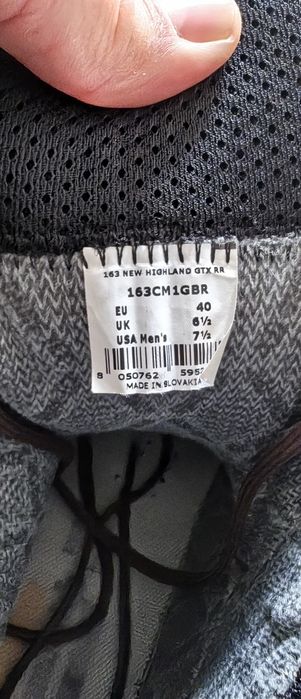 163 NEW HIGHLAND GTX RR
163CM1GBR
EU 40
UK 6½
USA Men's 7½
8 050762
MADE IN SLOVAKIA